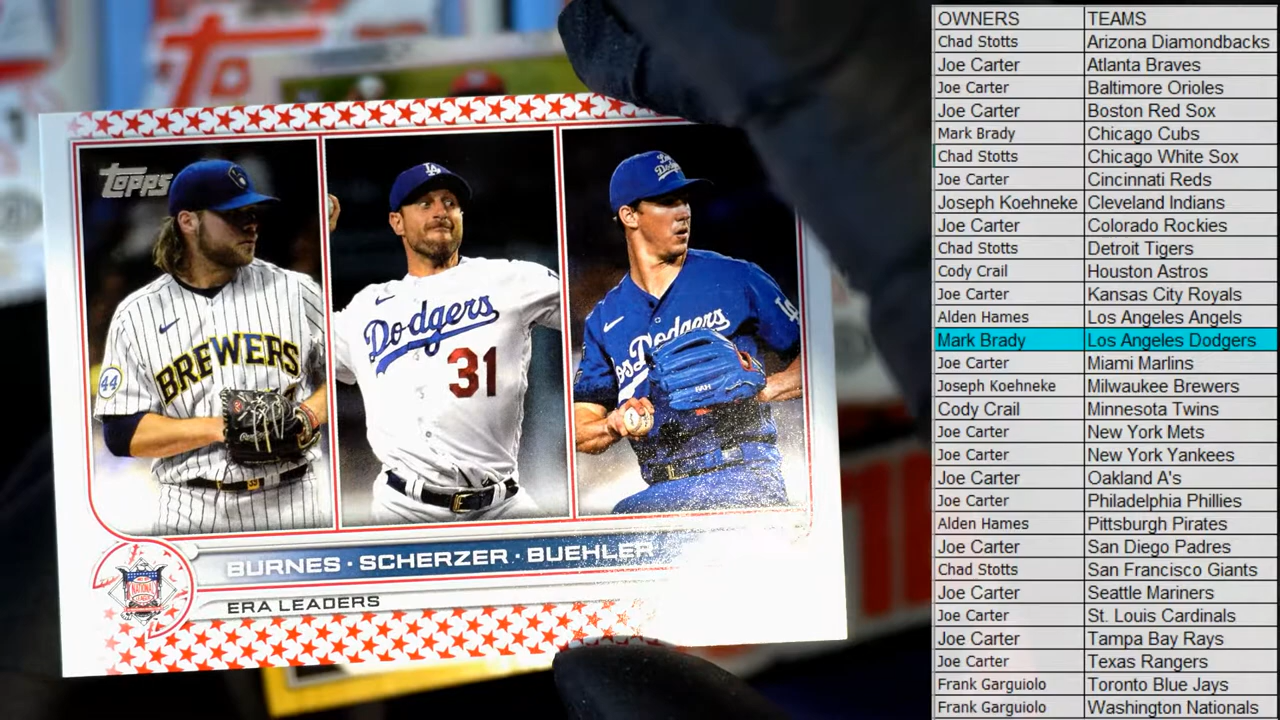 TOPPS
BREWERS
44
Dodgers
31
Los Dodgers
LA
BURNES · SCHERZER · BUEHLER
ERA LEADERS
NATIONAL
OWNERS TEAMS
Chad Stotts Arizona Diamondbacks
Joe Carter Atlanta Braves
Joe Carter Baltimore Orioles
Joe Carter Boston Red Sox
Mark Brady Chicago Cubs
Chad Stotts Chicago White Sox
Joe Carter Cincinnati Reds
Joseph Koehneke Cleveland Indians
Joe Carter Colorado Rockies
Chad Stotts Detroit Tigers
Cody Crail Houston Astros
Joe Carter Kansas City Royals
Alden Hames Los Angeles Angels
Mark Brady Los Angeles Dodgers
Joe Carter Miami Marlins
Joseph Koehneke Milwaukee Brewers
Cody Crail Minnesota Twins
Joe Carter New York Mets
Joe Carter New York Yankees
Joe Carter Oakland A's
Joe Carter Philadelphia Phillies
Alden Hames Pittsburgh Pirates
Joe Carter San Diego Padres
Chad Stotts San Francisco Giants
Joe Carter Seattle Mariners
Joe Carter St. Louis Cardinals
Joe Carter Tampa Bay Rays
Joe Carter Texas Rangers
Frank Garguiolo Toronto Blue Jays
Frank Garguiolo Washington Nationals